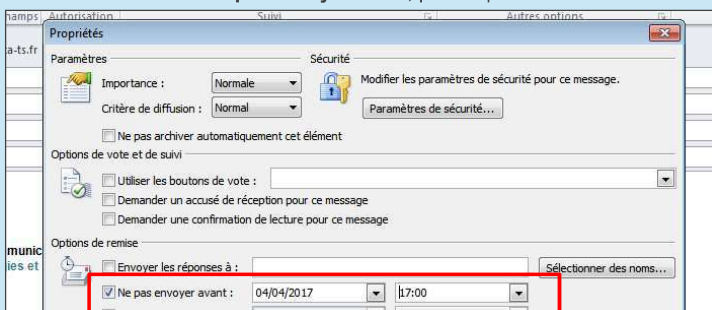 hamps Autorisation Suivi Autres options
Propriétés
a-ts.fr
Paramètres Sécurité
Importance : Normale Modifier les paramètres de sécurité pour ce message.
Critère de diffusion : Normal Paramètres de sécurité...
Ne pas archiver automatiquement cet élément
Options de vote et de suivi
Utiliser les boutons de vote :
Demander un accusé de réception pour ce message
Demander une confirmation de lecture pour ce message
Options de remise
munic
ies et Envoyer les réponses à : Sélectionner des noms...
Ne pas envoyer avant : 04/04/2017 17:00